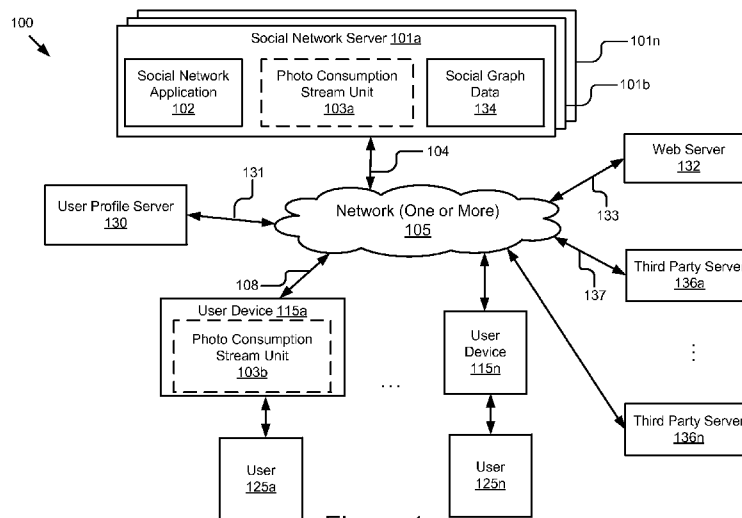 100
Social Network Server 101a
101n
Social Network
Application
102
Photo Consumption
Stream Unit
103a
Social Graph
Data
134
101b
104
Web Server
132
131
User Profile Server
130
Network (One or More)
105
133
Third Party Server
136a
137
108
User Device 115a
Photo Consumption
Stream Unit
103b
User
Device
115n
...
...
Third Party Server
136n
User
125a
User
125n